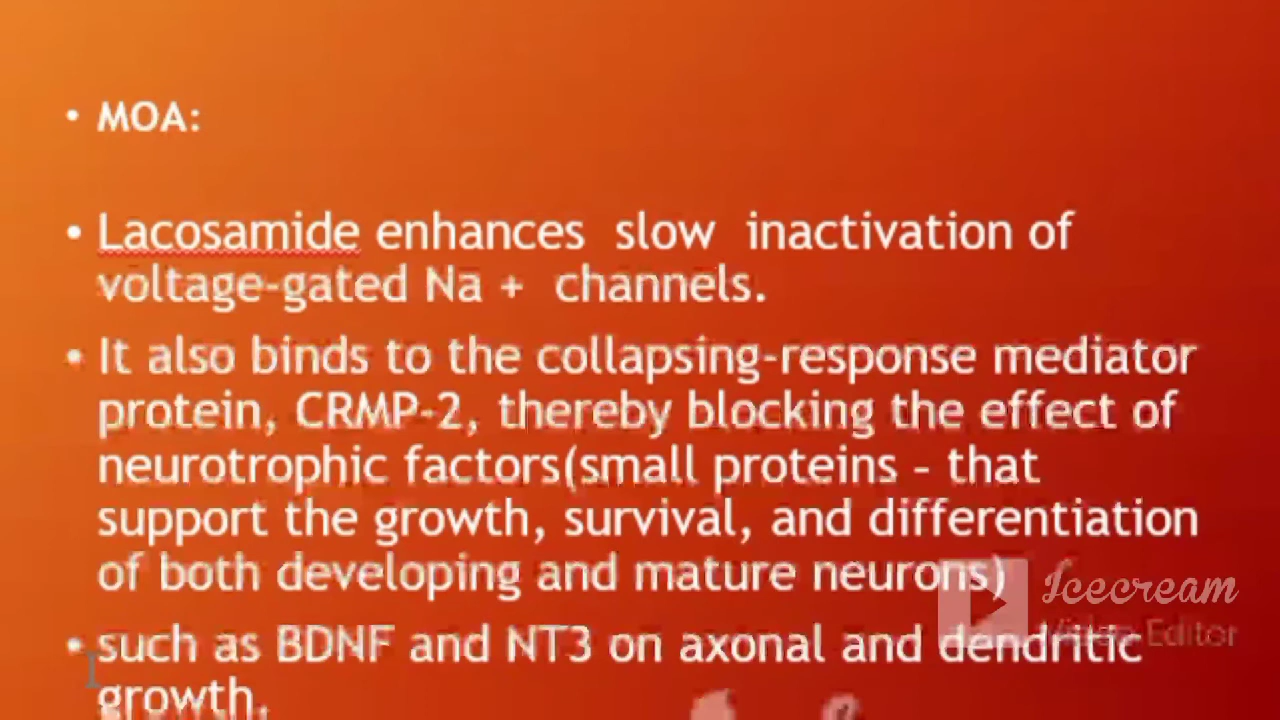 • MOA:
• Lacosamide enhances slow inactivation of
voltage-gated Na + channels.
• It also binds to the collapsing-response mediator
protein, CRMP-2, thereby blocking the effect of
neurotrophic factors(small proteins – that
support the growth, survival, and differentiation
of both developing and mature neurons)
• such as BDNF and NT3 on axonal and dendritic
growth.
Icecream
Video Editor